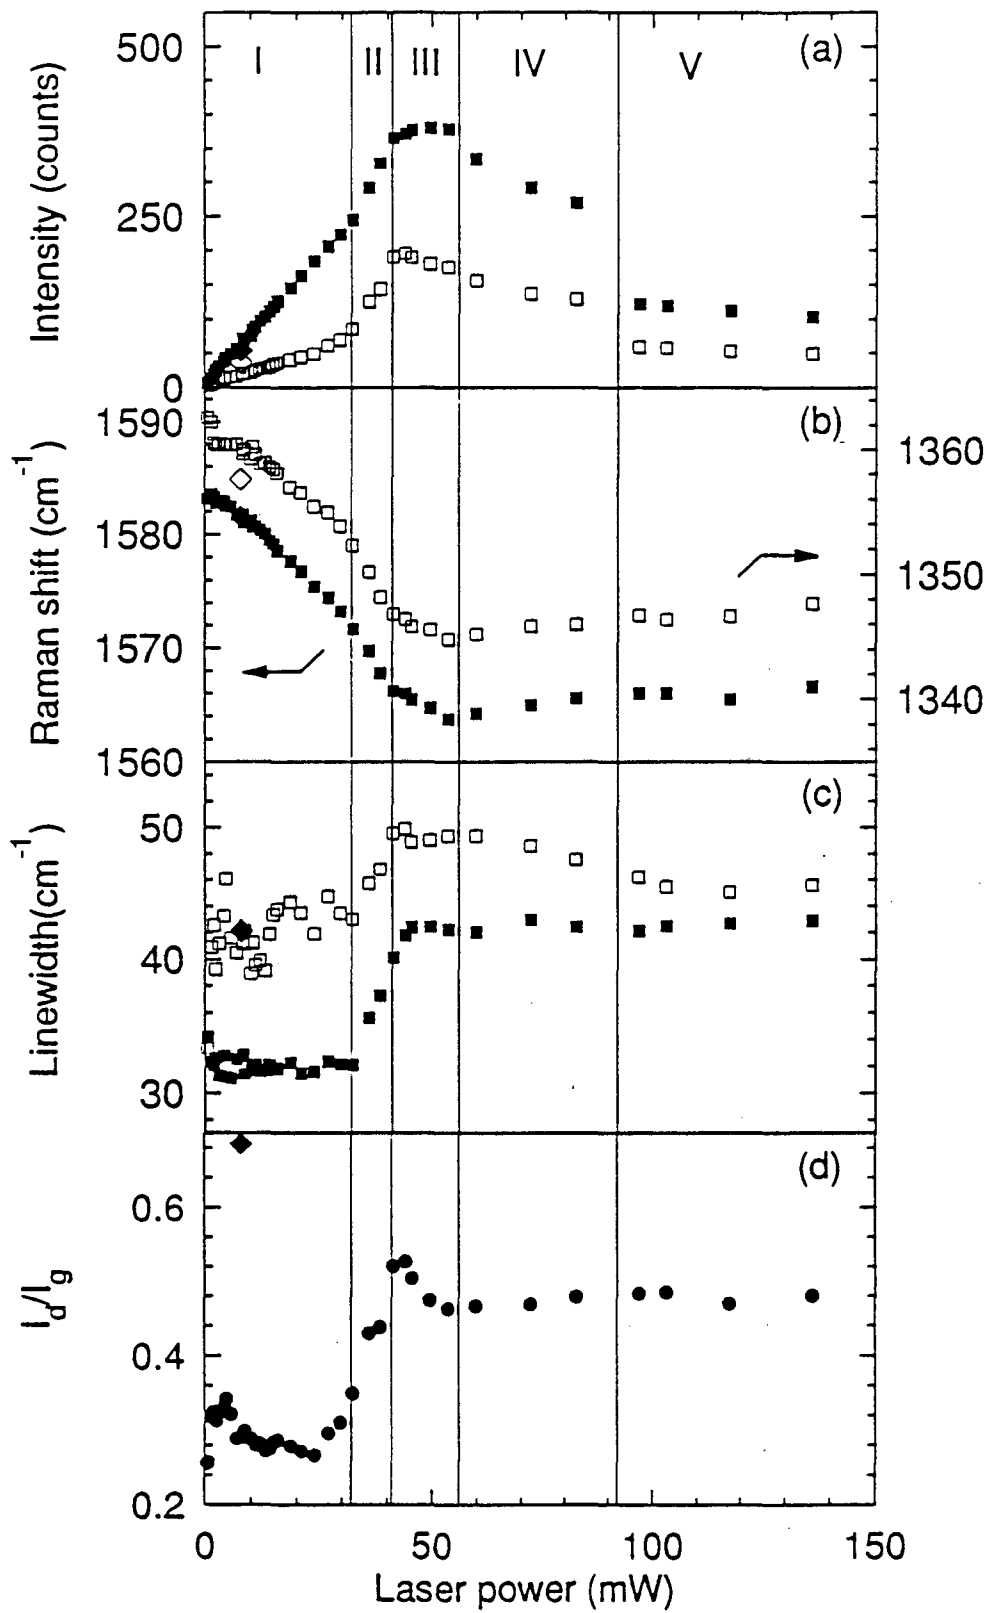 I II III IV V (a)
500
250
0
Intensity (counts)
(b)
1590
1580
1570
1560
Raman shift (cm-1)
1360
1350
1340
(c)
50
40
30
Linewidth(cm-1)
(d)
0.6
0.4
0.2
Id/Ig
0 50 100 150
Laser power (mW)